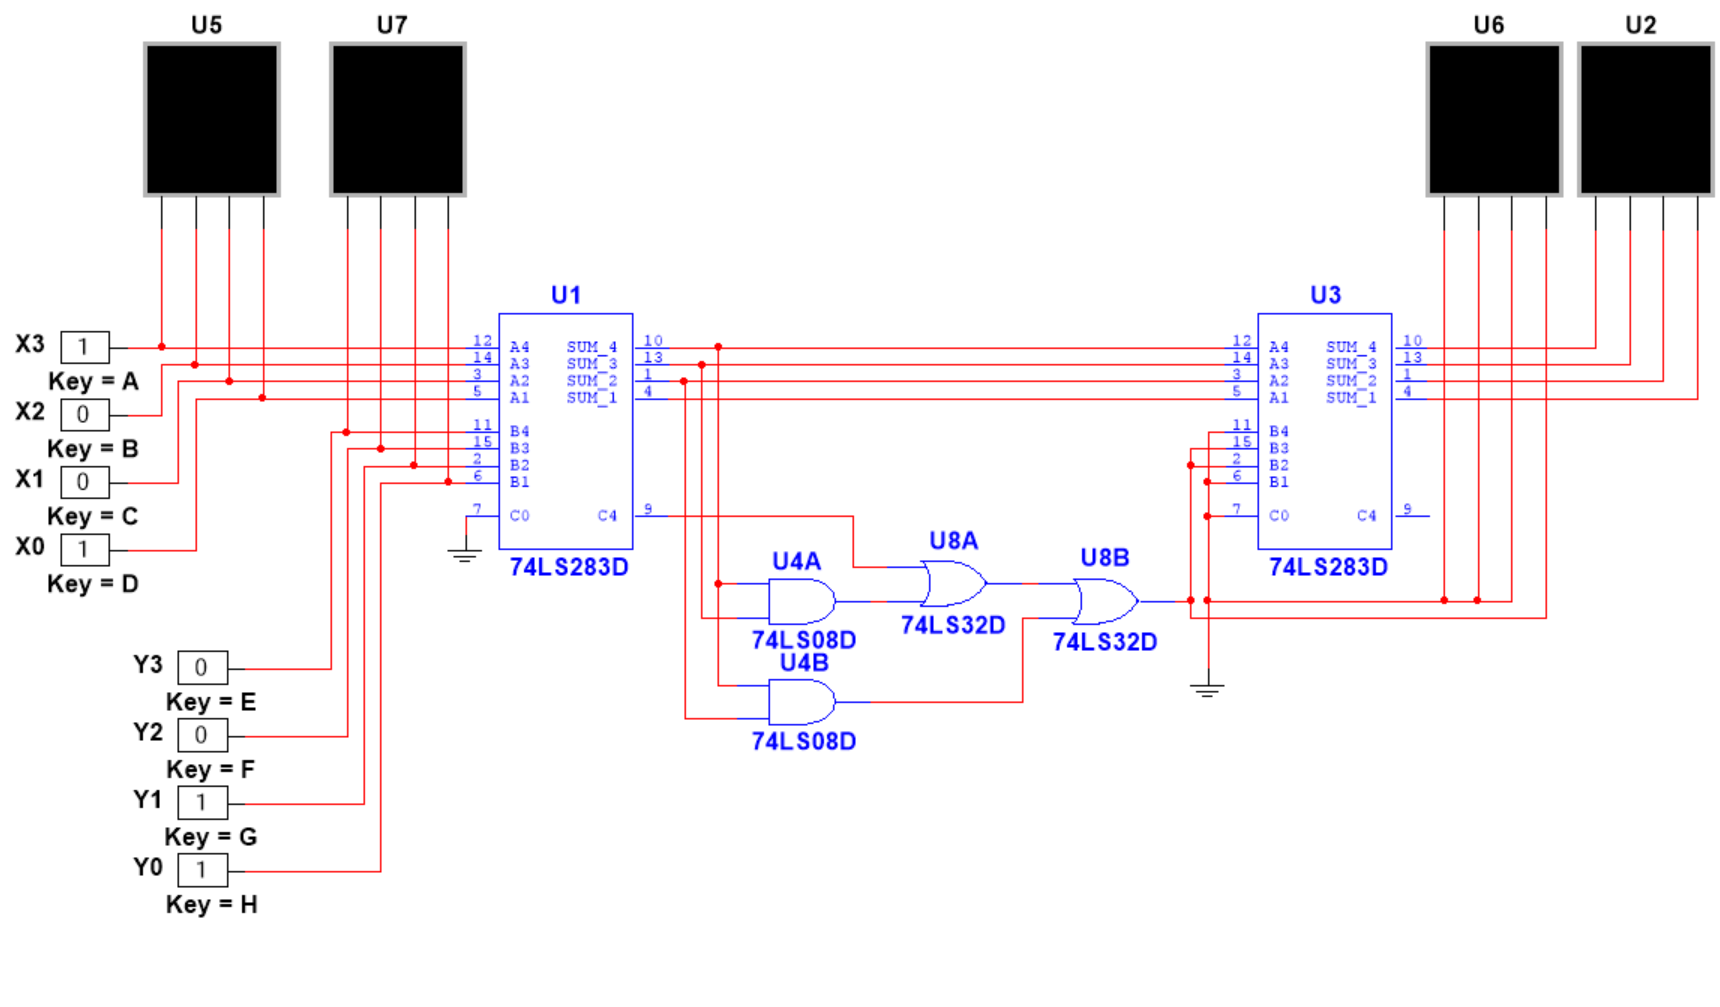 U5 U7 U6 U2
U1 U3
X3 1
Key = A
X2 0
Key = B
X1 0
Key = C
X0 1
Key = D
Y3 0
Key = E
Y2 0
Key = F
Y1 1
Key = G
Y0 1
Key = H
12 A4 SUM_4 10
14 A3 SUM_3 13
3 A2 SUM_2 1
5 A1 SUM_1 4
11 B4
15 B3
2 B2
6 B1
7 C0 C4 9
74LS283D
U4A
74LS08D
U4B
74LS08D
U8A
74LS32D
U8B
74LS32D
12 A4 SUM_4 10
14 A3 SUM_3 13
3 A2 SUM_2 1
5 A1 SUM_1 4
11 B4
15 B3
2 B2
6 B1
7 C0 C4 9
74LS283D